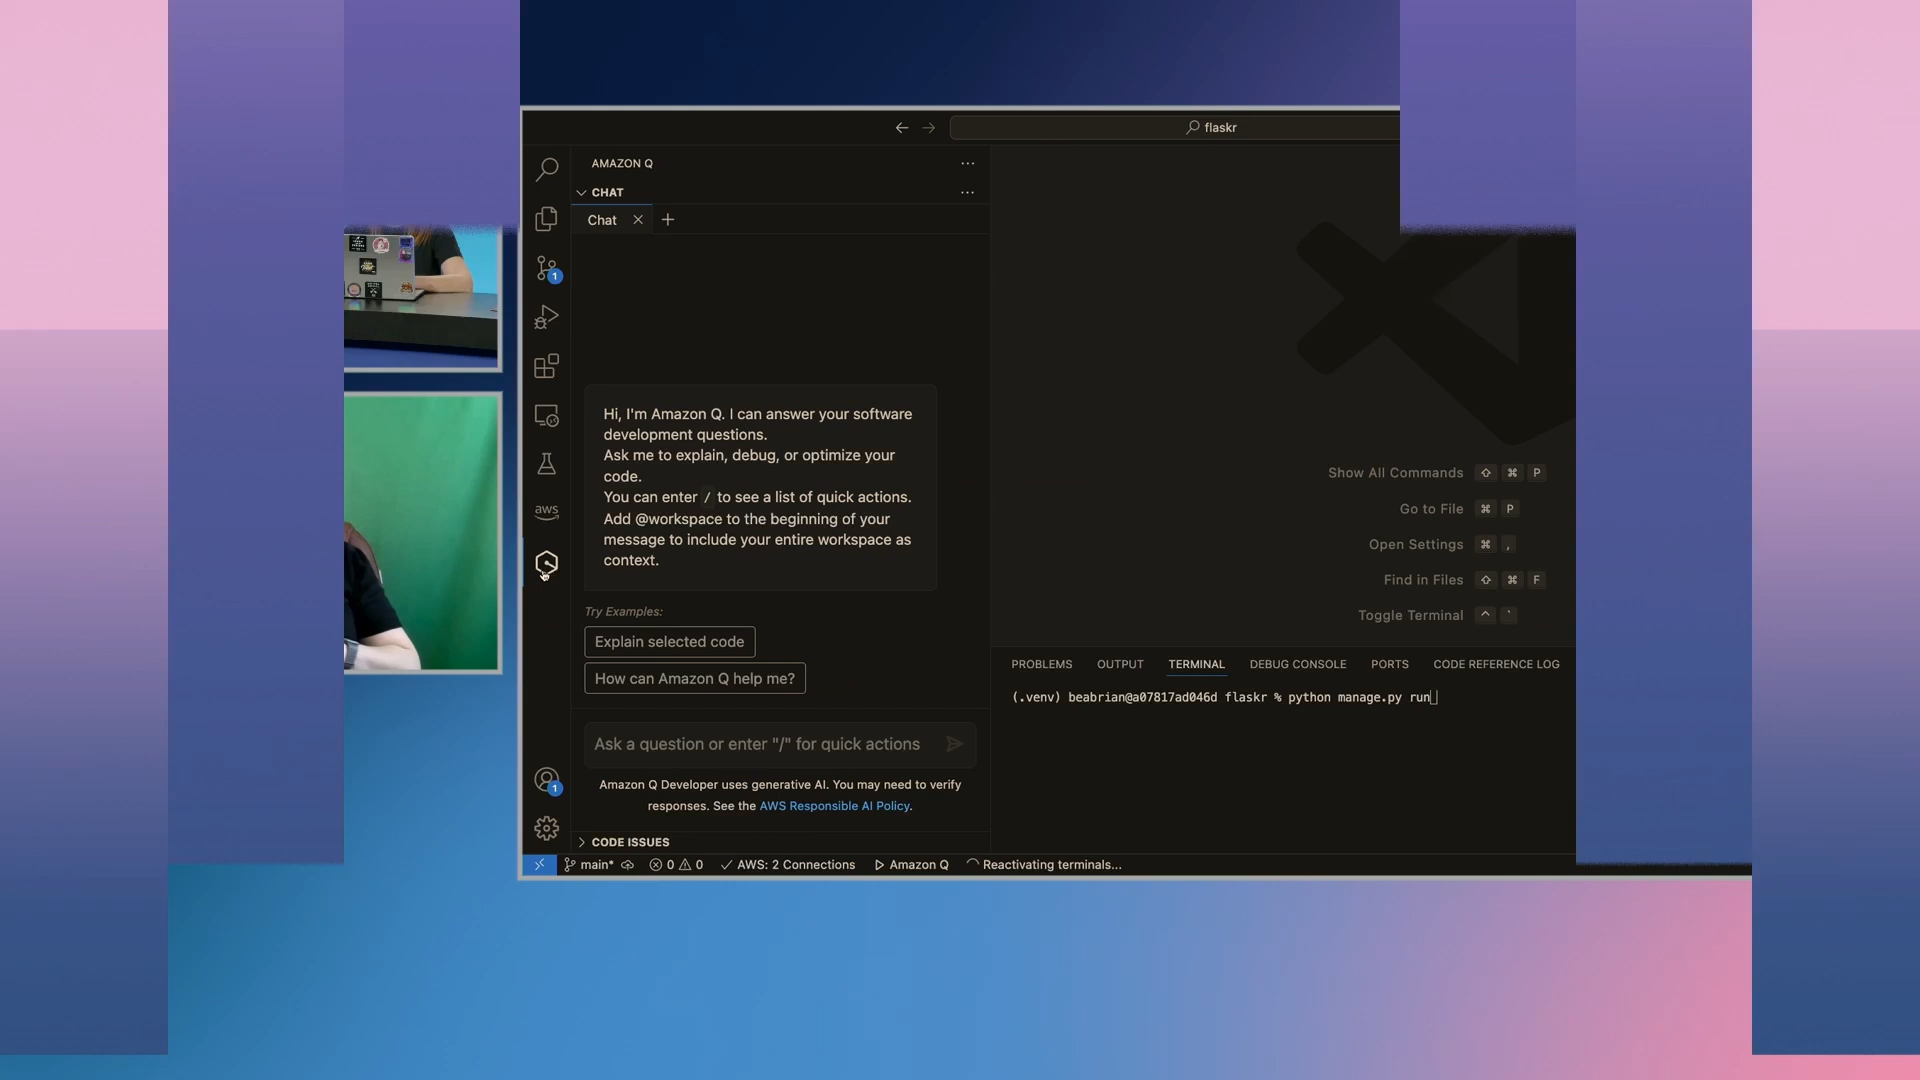 flaskr
AMAZON Q
CHAT
Chat
1
aws
Hi, I'm Amazon Q. I can answer your software
development questions.
Ask me to explain, debug, or optimize your
code.
You can enter / to see a list of quick actions.
Add @workspace to the beginning of your
message to include your entire workspace as
context.
Try Examples:
Explain selected code
How can Amazon Q help me?
Ask a question or enter "/" for quick actions
Amazon Q Developer uses generative AI. You may need to verify
responses. See the AWS Responsible AI Policy.
1
CODE ISSUES
Show All Commands ⇧ ⌘ P
Go to File ⌘ P
Open Settings ⌘ ,
Find in Files ⇧ ⌘ F
Toggle Terminal ^ `
PROBLEMS OUTPUT TERMINAL DEBUG CONSOLE PORTS CODE REFERENCE LOG
(.venv) beabrian@a07817ad046d flaskr % python manage.py run
main* 0 0 AWS: 2 Connections Amazon Q Reactivating terminals...